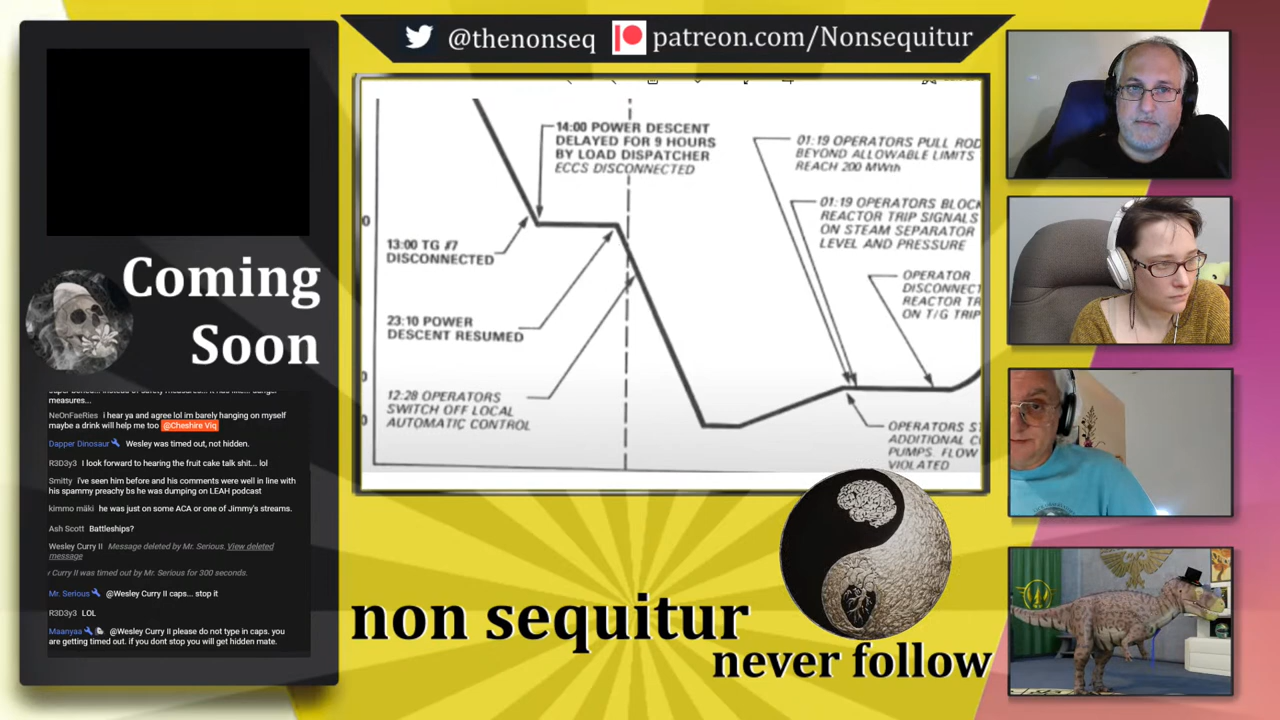 @thenonseq
patreon.com/Nonsequitur
Coming
Soon
measures...
NeOnFaeRies i hear ya and agree lol im barely hanging on myself
maybe a drink will help me too @Cheshire Viq
Dapper Dinosaur Wesley was timed out, not hidden.
R3D3y3 I look forward to hearing the fruit cake talk shit... lol
Smitty i've seen him before and his comments were well in line with
his spammy preachy bs he was dumping on LEAH podcast
kimmo mäki he was just on some ACA or one of Jimmy's streams.
Ash Scott Battleships?
Wesley Curry II Message deleted by Mr. Serious. View deleted
message
y Curry II was timed out by Mr. Serious for 300 seconds.
Mr. Serious @Wesley Curry II caps... stop it
R3D3y3 LOL
Maanyaa @Wesley Curry II please do not type in caps. you
are getting timed out. if you dont stop you will get hidden mate.
14:00 POWER DESCENT
DELAYED FOR 9 HOURS
BY LOAD DISPATCHER
ECCS DISCONNECTED
13:00 TG #7
DISCONNECTED
23:10 POWER
DESCENT RESUMED
12:28 OPERATORS
SWITCH OFF LOCAL
AUTOMATIC CONTROL
01:19 OPERATORS PULL ROD
BEYOND ALLOWABLE LIMITS
REACH 200 MWth
01:19 OPERATORS BLOCK
REACTOR TRIP SIGNALS
ON STEAM SEPARATOR
LEVEL AND PRESSURE
OPERATOR
DISCONNECT
REACTOR TR
ON T/G TRIP
OPERATORS ST
ADDITIONAL C
PUMPS. FLOW
VIOLATED
0
0
0
non sequitur
never follow